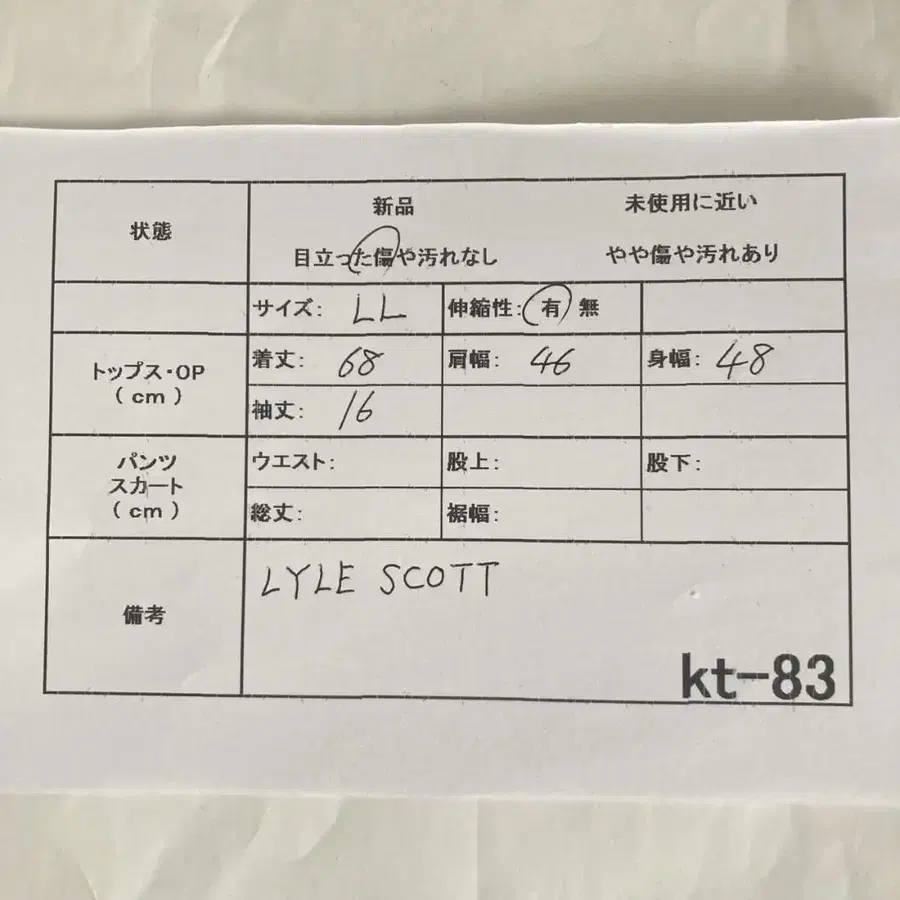 状態
新品 未使用に近い
目立った傷や汚れなし やや傷や汚れあり
サイズ: LL 伸縮性: 有 無
トップス・OP
(cm)
着丈: 68 肩幅: 46 身幅: 48
袖丈: 16
パンツ
スカート
(cm)
ウエスト: 股上: 股下:
総丈: 裾幅:
備考
LYLE SCOTT
kt-83